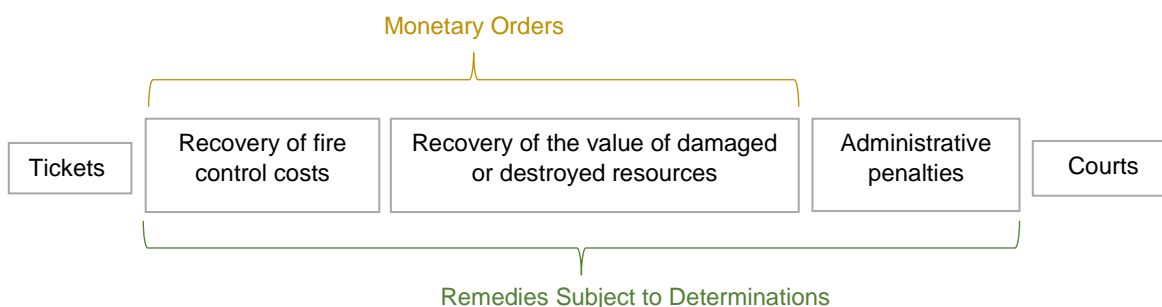 Monetary Orders
Tickets
Recovery of fire
control costs
Recovery of the value of damaged
or destroyed resources
Administrative
penalties
Courts
Remedies Subject to Determinations